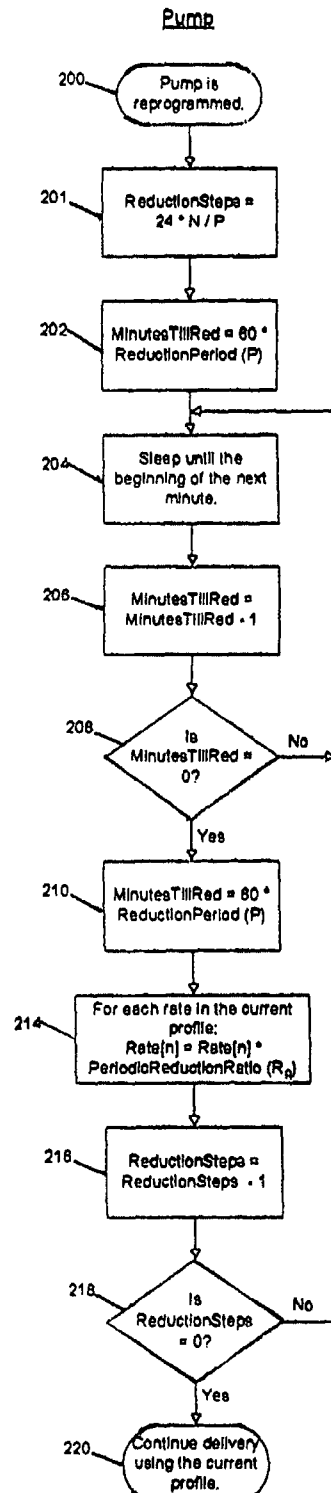 Pump
200
Pump is
reprogrammed.
201
ReductionSteps =
24 * N / P
202
MinutesTillRed = 60 *
ReductionPeriod (P)
204
Sleep until the
beginning of the next
minute.
206
MinutesTillRed =
MinutesTillRed - 1
208
Is
MinutesTillRed =
0?
No
Yes
210
MinutesTillRed = 60 *
ReductionPeriod (P)
214
For each rate in the current
profile:
Rate[n] = Rate[n] *
PeriodicReductionRatio (R
216
ReductionSteps =
ReductionSteps - 1
218
Is
ReductionSteps
= 0?
No
Yes
220
Continue delivery
using the current
profile.